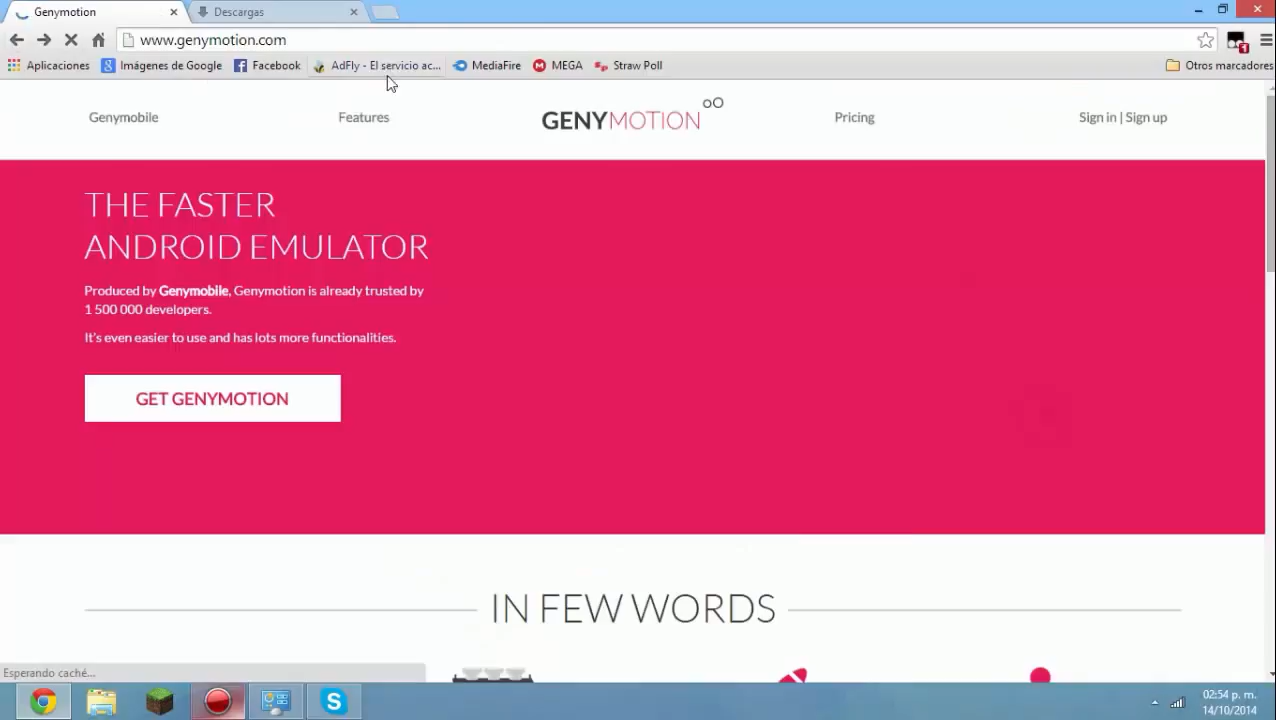 Genymotion
Descargas
www.genymotion.com
Aplicaciones
Imágenes de Google
Facebook
AdFly - El servicio ac...
MediaFire
MEGA
Straw Poll
Otros marcadores
Genymobile
Features
GENYMOTION
Pricing
Sign in | Sign up
THE FASTER
ANDROID EMULATOR
Produced by Genymobile, Genymotion is already trusted by
1 500 000 developers.
It's even easier to use and has lots more functionalities.
GET GENYMOTION
IN FEW WORDS
Esperando caché...
02:54 p. m.
14/10/2014